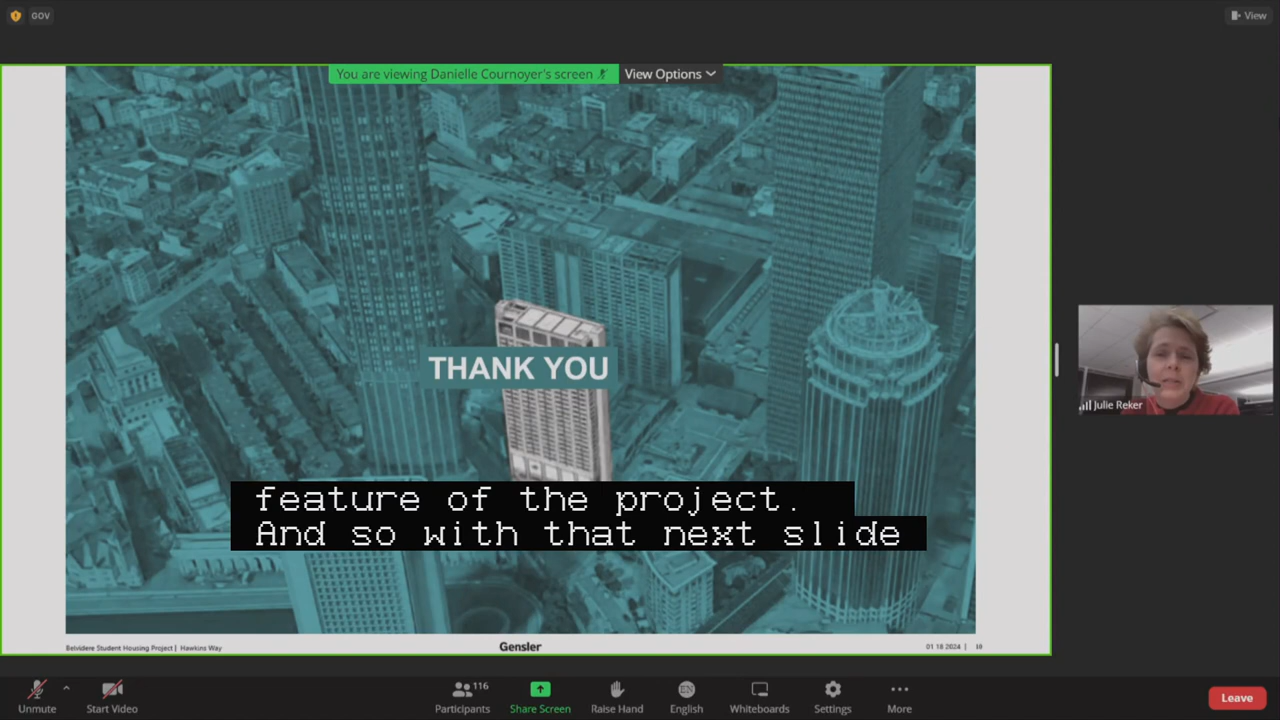 GOV
View
You are viewing Danielle Cournoyer's screen
View Options
THANK YOU
feature of the project.
And so with that next slide
Julie Reker
Belvidere Student Housing Project | Hawkins Way
Gensler
01 18 2024 | 10
Unmute
Start Video
116
Participants
Share Screen
Raise Hand
EN
English
Whiteboards
Settings
More
Leave